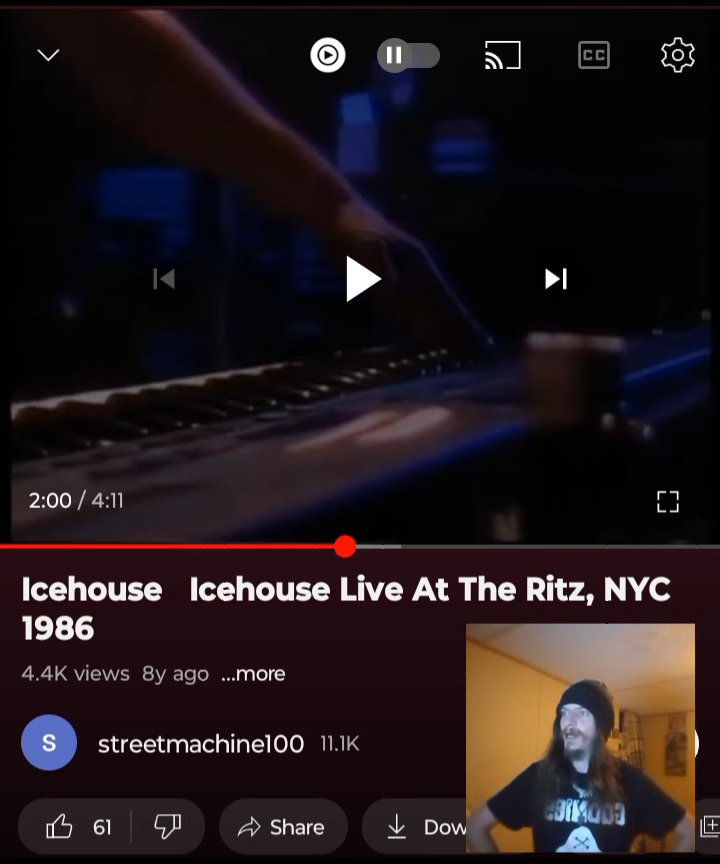 CC
2:00 / 4:11
Icehouse Icehouse Live At The Ritz, NYC
1986
4.4K views 8y ago ...more
S streetmachine100 11.1K
61 Share Dow